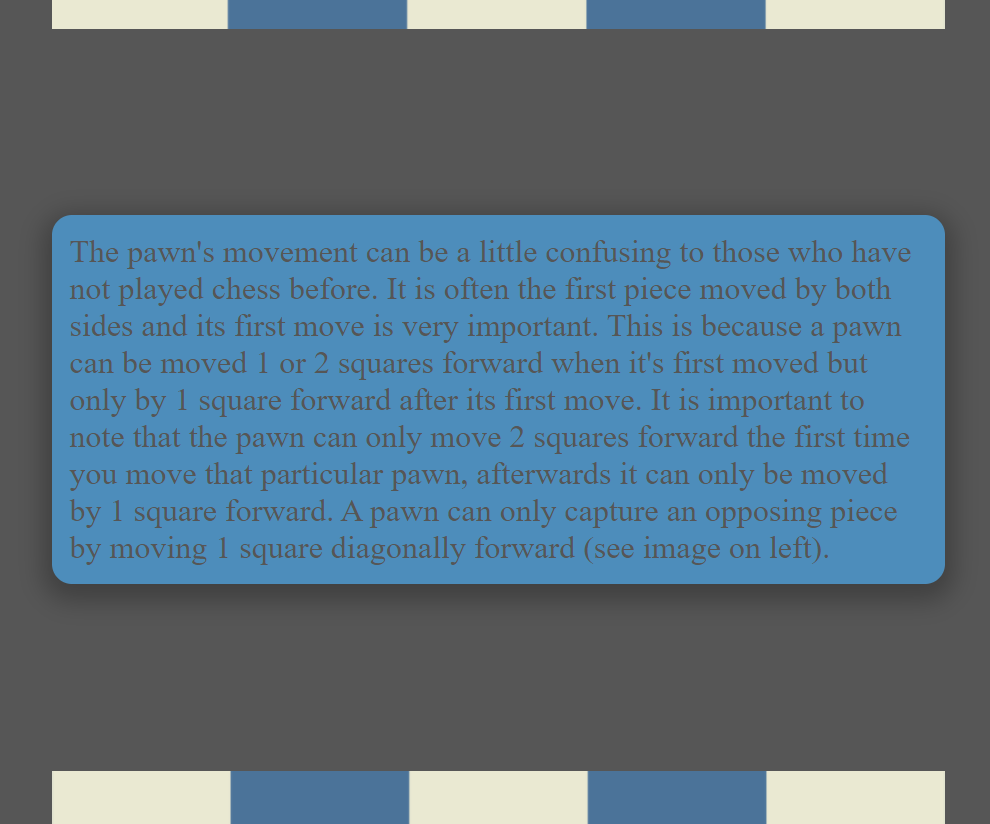 The pawn's movement can be a little confusing to those who have
not played chess before. It is often the first piece moved by both
sides and its first move is very important. This is because a pawn
can be moved 1 or 2 squares forward when it's first moved but
only by 1 square forward after its first move. It is important to
note that the pawn can only move 2 squares forward the first time
you move that particular pawn, afterwards it can only be moved
by 1 square forward. A pawn can only capture an opposing piece
by moving 1 square diagonally forward (see image on left).